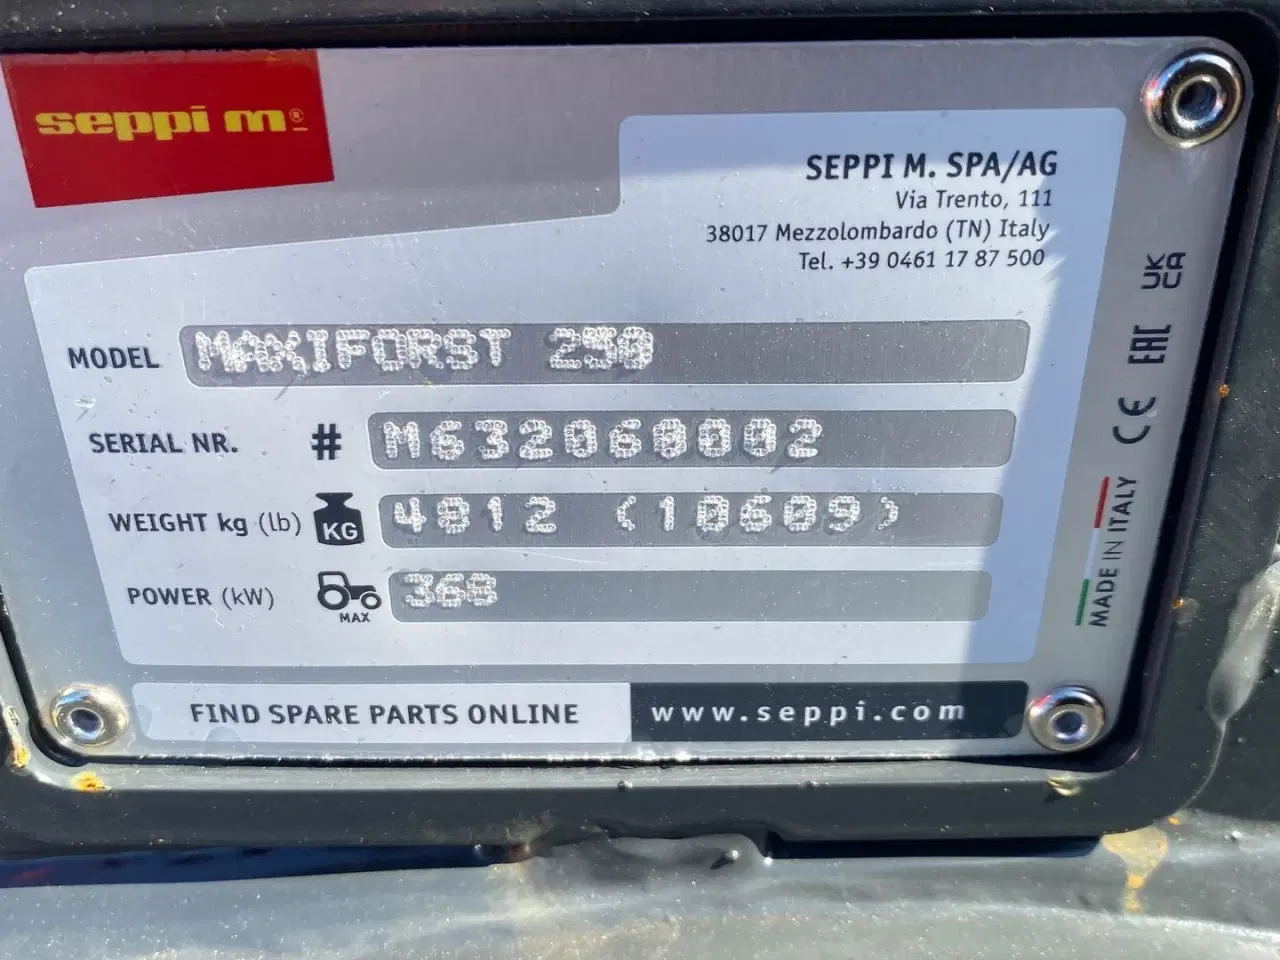 seppi m®
SEPPI M. SPA/AG
Via Trento, 111
38017 Mezzolombardo (TN) Italy
Tel. +39 0461 17 87 500
MODEL MAXIFORST 250
SERIAL NR. # M632060002
WEIGHT kg (lb) KG 4812 (10609)
POWER (kW) MAX 368
FIND SPARE PARTS ONLINE www.seppi.com
MADE IN ITALY CE EAC UKCA